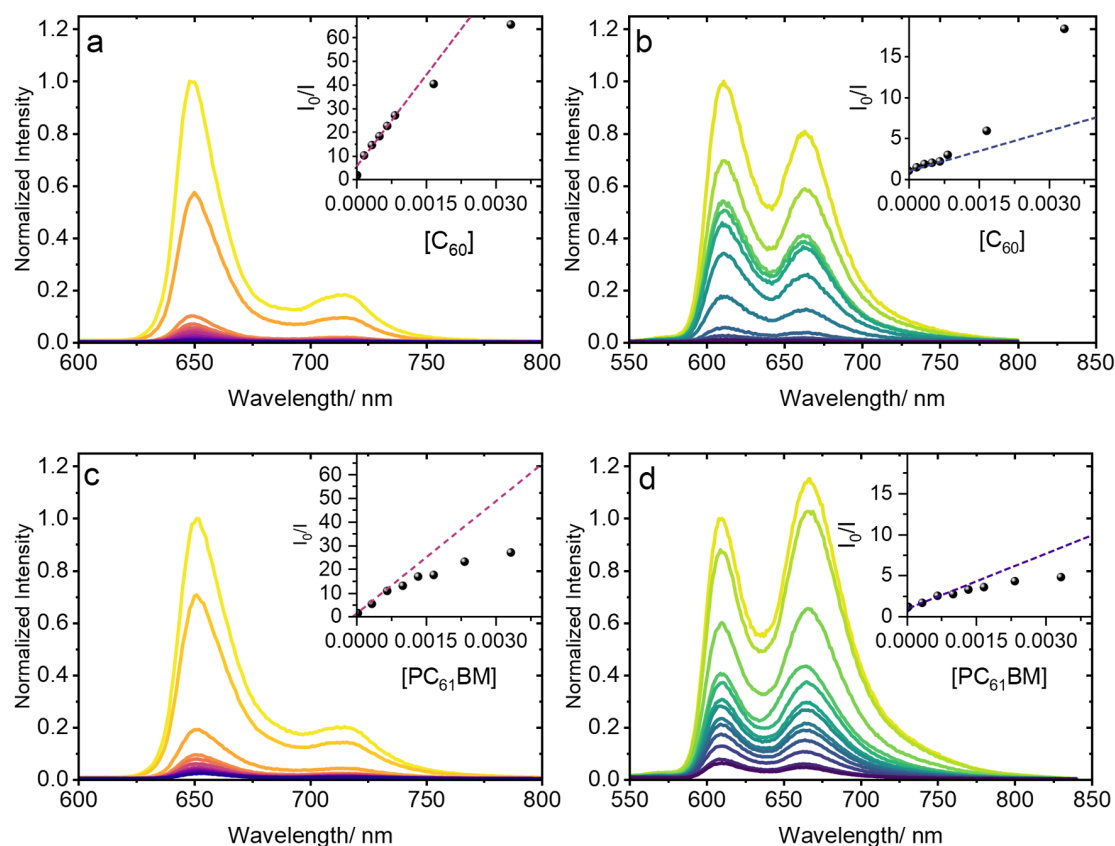 a
Normalized Intensity
1.2
1.0
0.8
0.6
0.4
0.2
0.0
600 650 700 750 800
Wavelength/ nm
I0/I
60
50
40
30
20
10
0
0.0000 0.0015 0.0030
[C60]
b
Normalized Intensity
1.2
1.0
0.8
0.6
0.4
0.2
0.0
550 600 650 700 750 800 850
Wavelength/ nm
I0/I
15
10
5
0
0.0000 0.0015 0.0030
[C60]
c
Normalized Intensity
1.2
1.0
0.8
0.6
0.4
0.2
0.0
600 650 700 750 800
Wavelength/ nm
I0/I
60
50
40
30
20
10
0
0.0000 0.0015 0.0030
[PC61BM]
d
Normalized Intensity
1.2
1.0
0.8
0.6
0.4
0.2
0.0
550 600 650 700 750 800 850
Wavelength/ nm
I0/I
15
10
5
0
0.0000 0.0015 0.0030
[PC61BM]